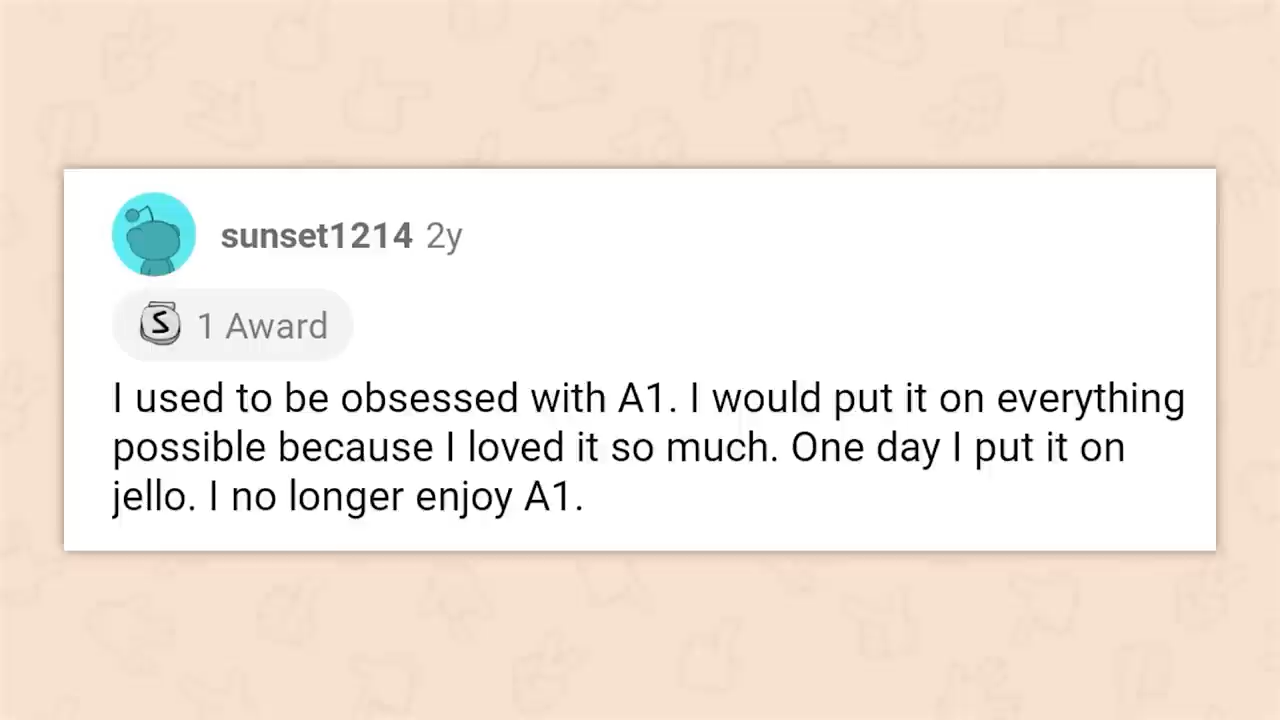 sunset1214 2y
S 1 Award
I used to be obsessed with A1. I would put it on everything
possible because I loved it so much. One day I put it on
jello. I no longer enjoy A1.